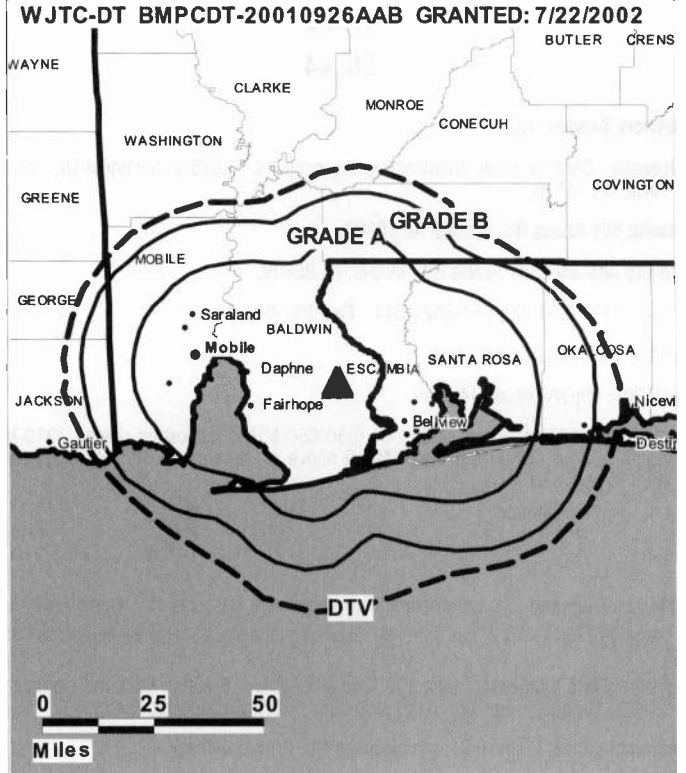 WJTC-DT BMPCDT-20010926AAB GRANTED: 7/22/2002
BUTLER CRENS
WAYNE
CLARKE
MONROE
CONECUH
WASHINGTON
COVINGTON
GREENE
GRADE B
GRADE A
MOBILE
GEORGE
Saraland
BALDWIN
Mobile
OKALOOSA
SANTA ROSA
Daphne
ESCAMBIA
JACKSON
Fairhope
Nicev
Bellview
Gautier
Destin
DTV
0 25 50
Miles